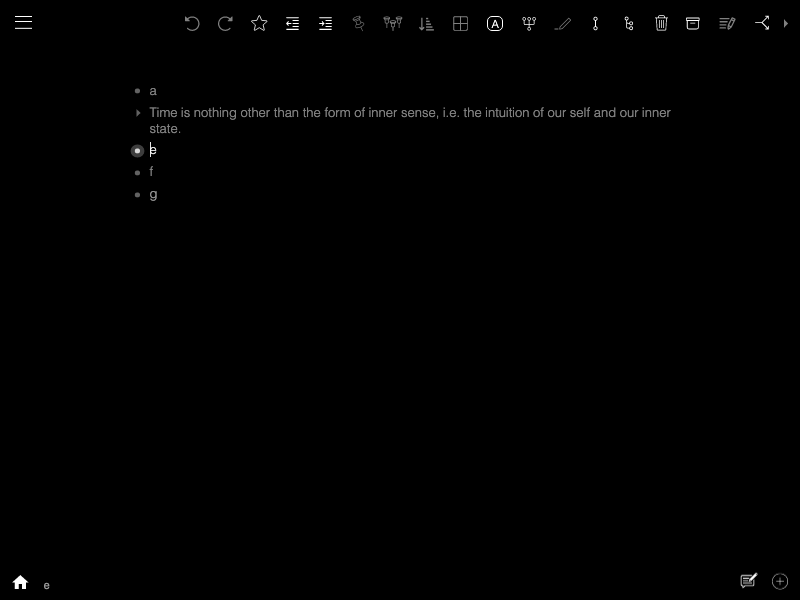 A
a
Time is nothing other than the form of inner sense, i.e. the intuition of our self and our inner
state.
e
f
g
e